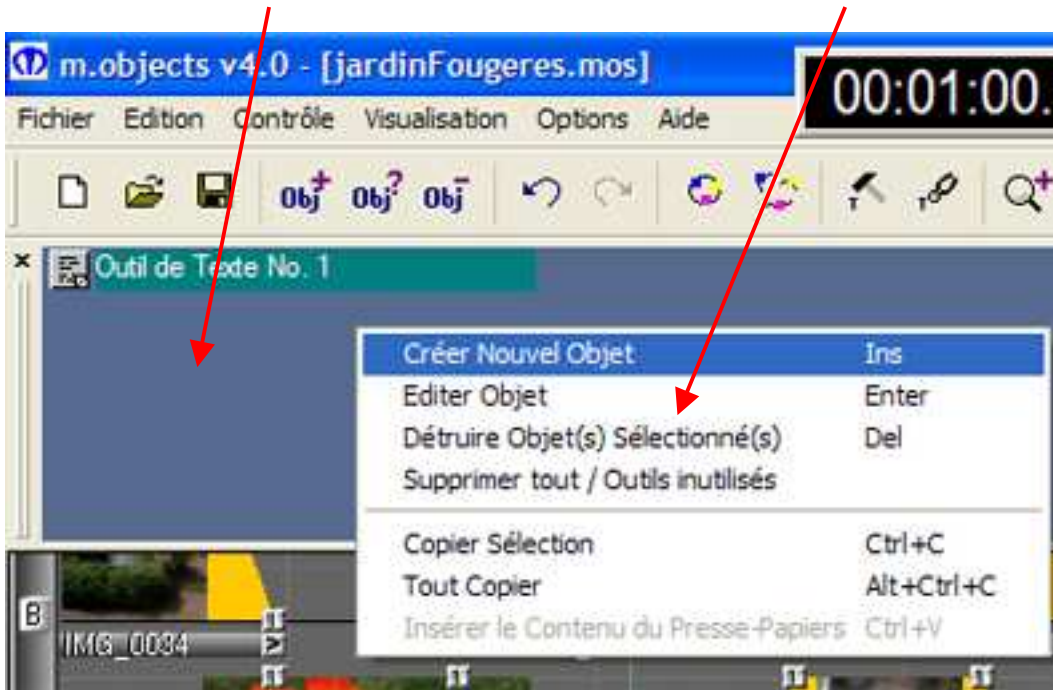 m.objects v4.0 - [jardinFougeres.mos]
00:01:00.
Fichier Edition Contrôle Visualisation Options Aide
Obj+ Obj? Obj-
Outil de Texte No. 1
Créer Nouvel Objet Ins
Editer Objet Enter
Détruire Objet(s) Sélectionné(s) Del
Supprimer tout / Outils inutilisés
Copier Sélection Ctrl+C
Tout Copier Alt+Ctrl+C
Insérer le Contenu du Presse-Papiers Ctrl+V
B
IMG_0034